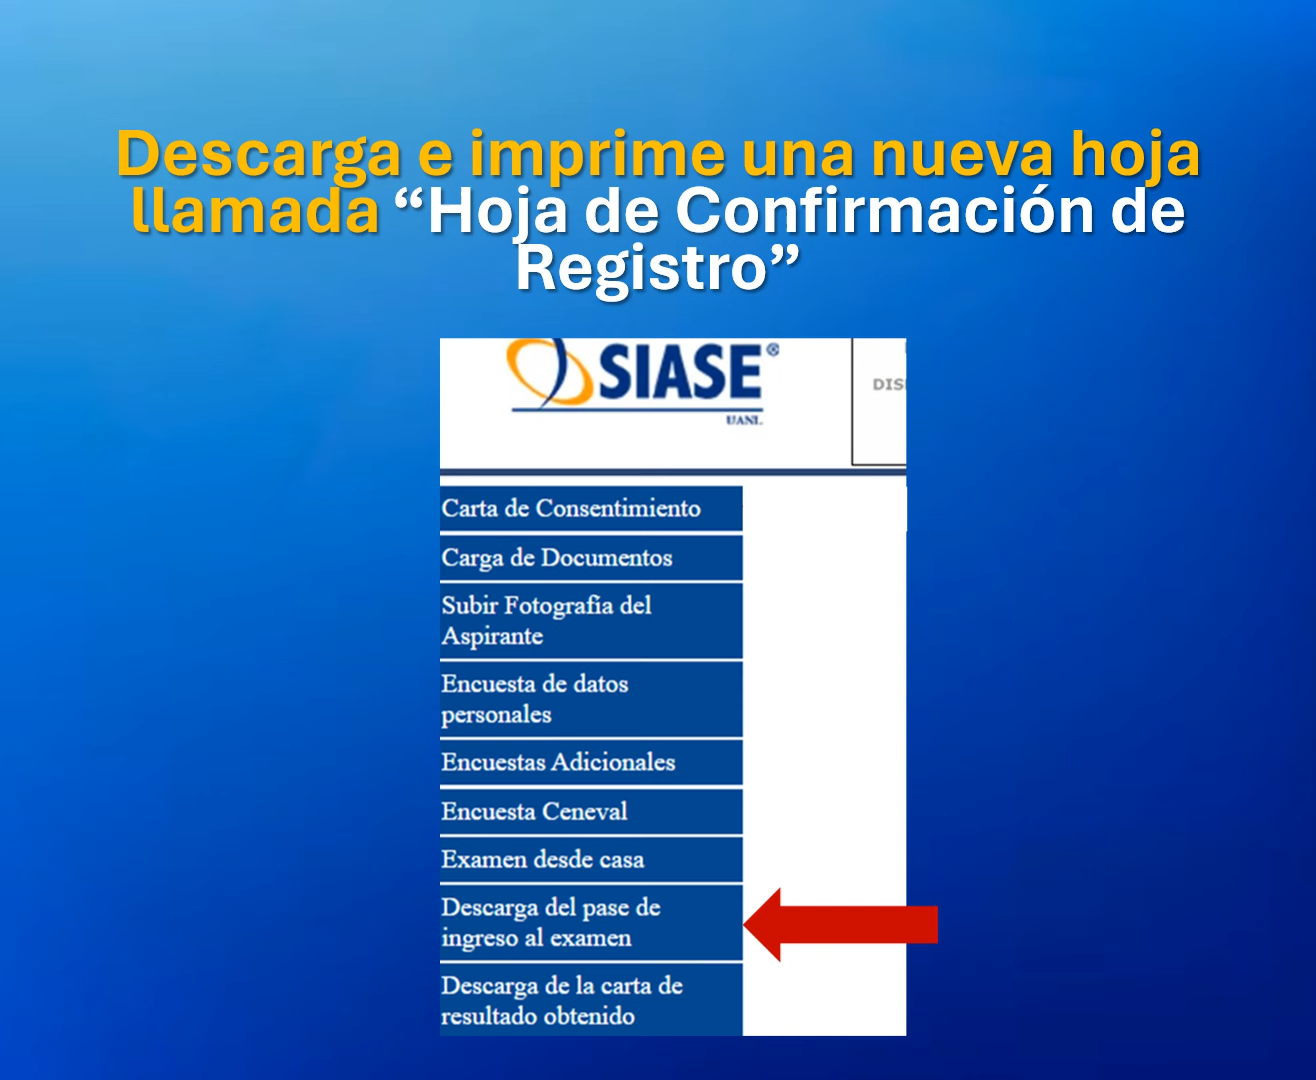 Descarga e imprime una nueva hoja
llamada “Hoja de Confirmación de
Registro”
SIASE®
UANL
Carta de Consentimiento
Carga de Documentos
Subir Fotografía del
Aspirante
Encuesta de datos
personales
Encuestas Adicionales
Encuesta Ceneval
Examen desde casa
Descarga del pase de
ingreso al examen
Descarga de la carta de
resultado obtenido